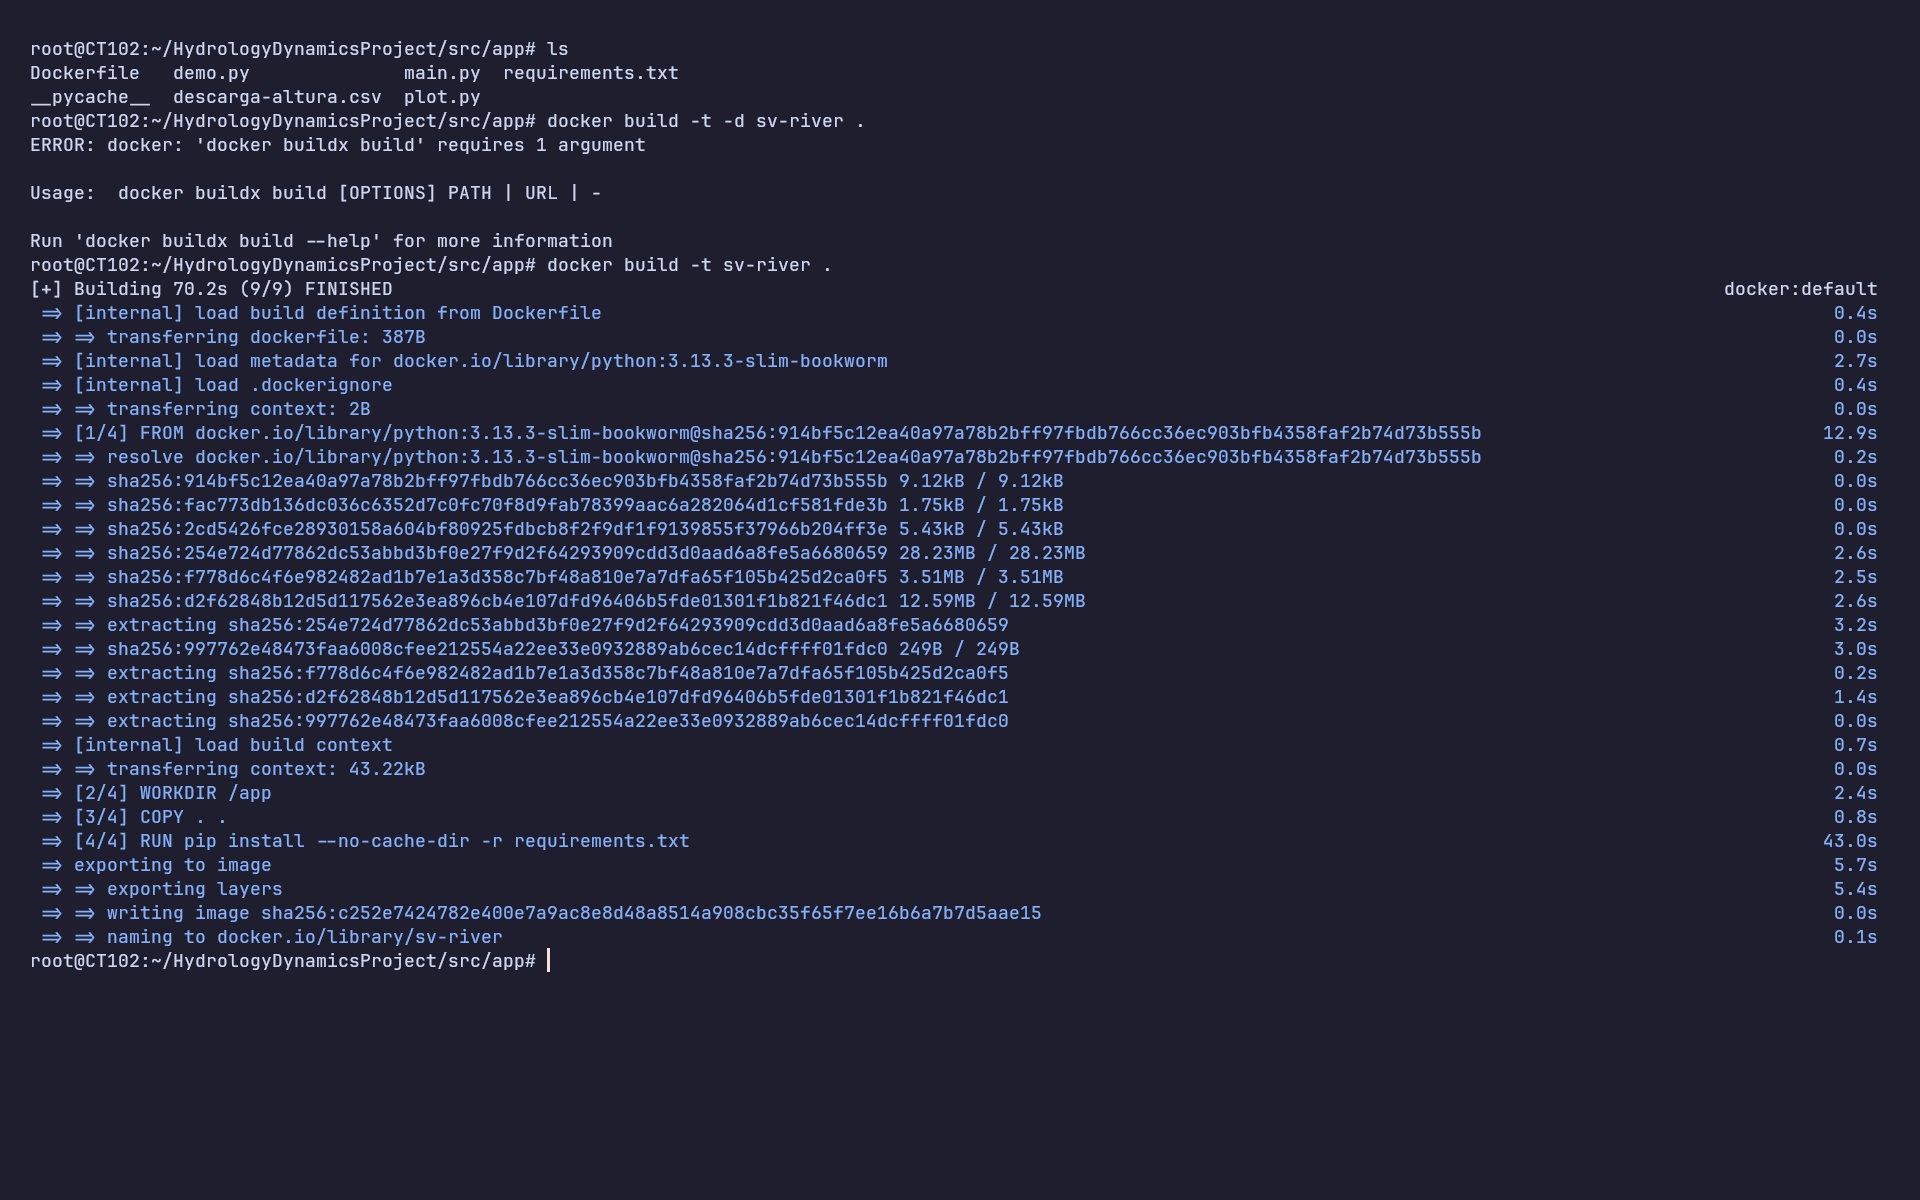 root@CT102:~/HydrologyDynamicsProject/src/app# ls
Dockerfile   demo.py              main.py  requirements.txt
__pycache__  descarga-altura.csv  plot.py
root@CT102:~/HydrologyDynamicsProject/src/app# docker build -t -d sv-river .
ERROR: docker: 'docker buildx build' requires 1 argument

Usage:  docker buildx build [OPTIONS] PATH | URL | -

Run 'docker buildx build --help' for more information
root@CT102:~/HydrologyDynamicsProject/src/app# docker build -t sv-river .
[+] Building 70.2s (9/9) FINISHED docker:default
=> [internal] load build definition from Dockerfile 0.4s
=> => transferring dockerfile: 387B 0.0s
=> [internal] load metadata for docker.io/library/python:3.13.3-slim-bookworm 2.7s
=> [internal] load .dockerignore 0.4s
=> => transferring context: 2B 0.0s
=> [1/4] FROM docker.io/library/python:3.13.3-slim-bookworm@sha256:914bf5c12ea40a97a78b2bff97fbdb766cc36ec903bfb4358faf2b74d73b555b 12.9s
=> => resolve docker.io/library/python:3.13.3-slim-bookworm@sha256:914bf5c12ea40a97a78b2bff97fbdb766cc36ec903bfb4358faf2b74d73b555b 0.2s
=> => sha256:914bf5c12ea40a97a78b2bff97fbdb766cc36ec903bfb4358faf2b74d73b555b 9.12kB / 9.12kB 0.0s
=> => sha256:fac773db136dc036c6352d7c0fc70f8d9fab78399aac6a282064d1cf581fde3b 1.75kB / 1.75kB 0.0s
=> => sha256:2cd5426fce28930158a604bf80925fdbcb8f2f9df1f9139855f37966b204ff3e 5.43kB / 5.43kB 0.0s
=> => sha256:254e724d77862dc53abbd3bf0e27f9d2f64293909cdd3d0aad6a8fe5a6680659 28.23MB / 28.23MB 2.6s
=> => sha256:f778d6c4f6e982482ad1b7e1a3d358c7bf48a810e7a7dfa65f105b425d2ca0f5 3.51MB / 3.51MB 2.5s
=> => sha256:d2f62848b12d5d117562e3ea896cb4e107dfd96406b5fde01301f1b821f46dc1 12.59MB / 12.59MB 2.6s
=> => extracting sha256:254e724d77862dc53abbd3bf0e27f9d2f64293909cdd3d0aad6a8fe5a6680659 3.2s
=> => sha256:997762e48473faa6008cfee212554a22ee33e0932889ab6cec14dcffff01fdc0 249B / 249B 3.0s
=> => extracting sha256:f778d6c4f6e982482ad1b7e1a3d358c7bf48a810e7a7dfa65f105b425d2ca0f5 0.2s
=> => extracting sha256:d2f62848b12d5d117562e3ea896cb4e107dfd96406b5fde01301f1b821f46dc1 1.4s
=> => extracting sha256:997762e48473faa6008cfee212554a22ee33e0932889ab6cec14dcffff01fdc0 0.0s
=> [internal] load build context 0.7s
=> => transferring context: 43.22kB 0.0s
=> [2/4] WORKDIR /app 2.4s
=> [3/4] COPY . . 0.8s
=> [4/4] RUN pip install --no-cache-dir -r requirements.txt 43.0s
=> exporting to image 5.7s
=> => exporting layers 5.4s
=> => writing image sha256:c252e7424782e400e7a9ac8e8d48a8514a908cbc35f65f7ee16b6a7b7d5aae15 0.0s
=> => naming to docker.io/library/sv-river 0.1s
root@CT102:~/HydrologyDynamicsProject/src/app#